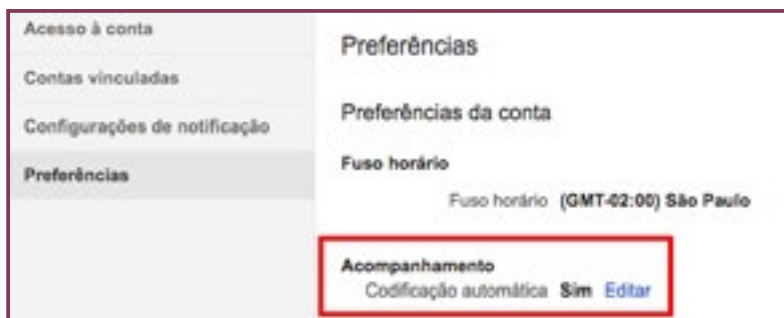 Acesso à conta
Contas vinculadas
Configurações de notificação
Preferências
Preferências
Preferências da conta
Fuso horário
Fuso horário (GMT-02:00) São Paulo
Acompanhamento
Codificação automática Sim Editar